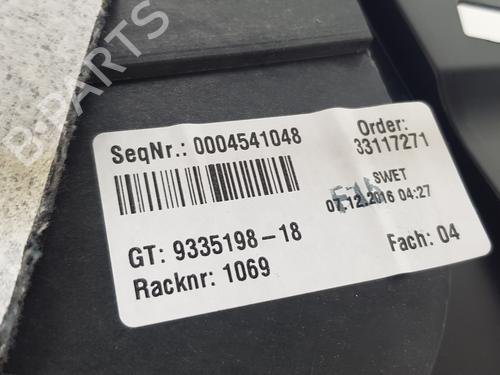 B-PARTS
SeqNr.: 0004541048
Order:
33117271
SWET
07.12.2016 04:27
GT: 9335198-18
Racknr: 1069
Fach: 04